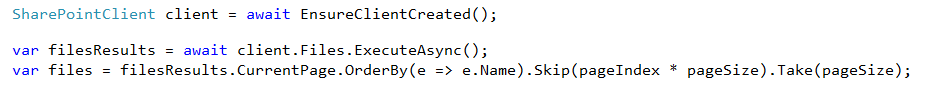 SharePointClient client = await EnsureClientCreated();
var filesResults = await client.Files.ExecuteAsync();
var files = filesResults.CurrentPage.OrderBy(e => e.Name).Skip(pageIndex * pageSize).Take(pageSize);